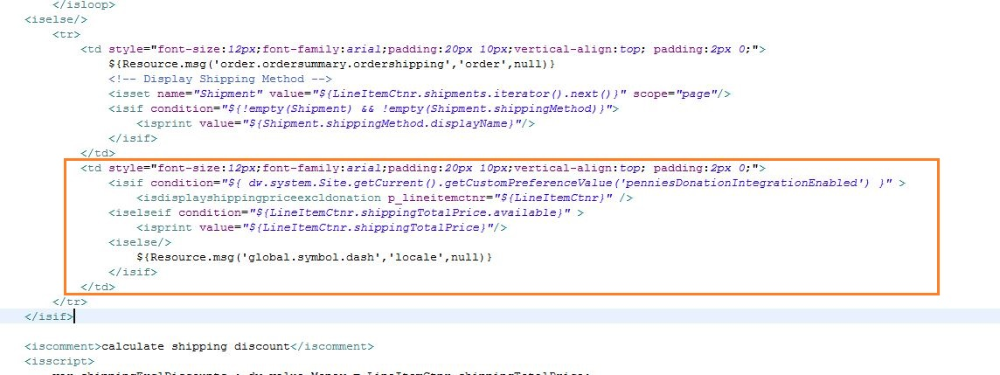 </isloop>
<iselse/>
<tr>
<td style="font-size:12px;font-family:arial;padding:20px 10px;vertical-align:top; padding:2px 0;">
${Resource.msg('order.ordersummary.ordershipping','order',null)}
<!-- Display Shipping Method -->
<isset name="Shipment" value="${LineItemCtnr.shipments.iterator().next()}" scope="page"/>
<isif condition="${!empty(Shipment) && !empty(Shipment.shippingMethod)}">
<isprint value="${Shipment.shippingMethod.displayName}"/>
</isif>
</td>
<td style="font-size:12px;font-family:arial;padding:20px 10px;vertical-align:top; padding:2px 0;">
<isif condition="${ dw.system.Site.getCurrent().getCustomPreferenceValue('penniesDonationIntegrationEnabled') }" >
<isdisplayshippingpriceexcldonation p_lineitemctnr="${LineItemCtnr}" />
<iselseif condition="${LineItemCtnr.shippingTotalPrice.available}" >
<isprint value="${LineItemCtnr.shippingTotalPrice}"/>
<iselse/>
${Resource.msg('global.symbol.dash','locale',null)}
</isif>
</td>
</tr>
</isif>
<iscomment>calculate shipping discount</iscomment>
<isscript>
var shippingExclDiscounts : dw.value.Money = LineItemCtnr.shippingTotalPrice;